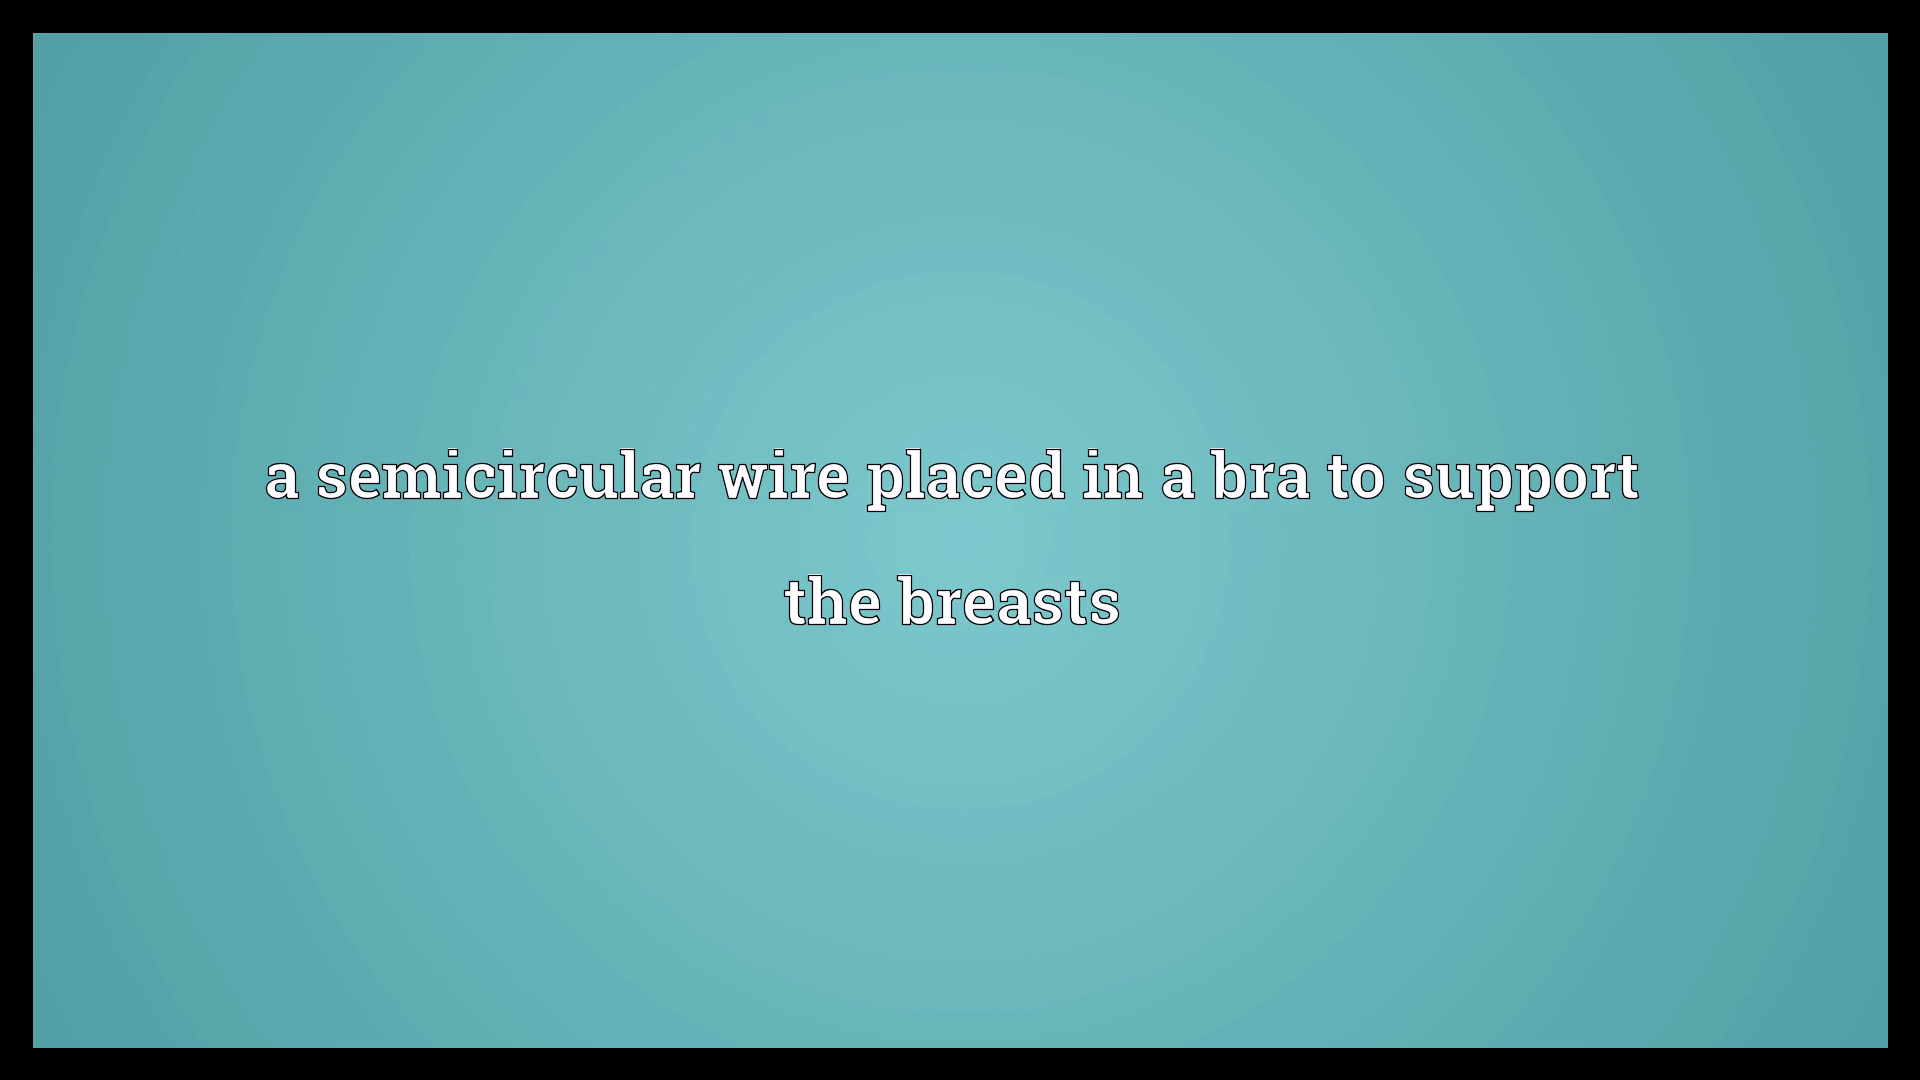 a semicircular wire placed in a bra to support
the breasts